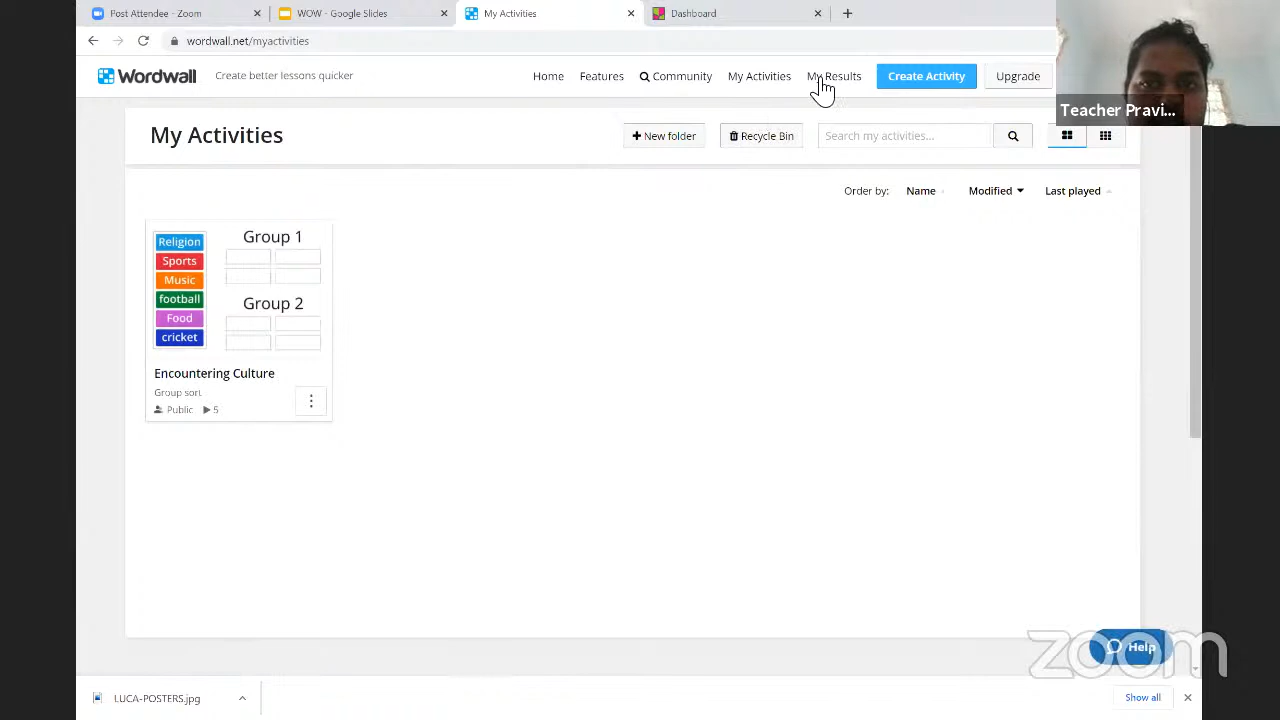 Post Attendee - Zoom
WOW - Google Slides
My Activities
Dashboard
wordwall.net/myactivities
Wordwall
Create better lessons quicker
Home
Features
Community
My Activities
My Results
Create Activity
Upgrade
Teacher Pravi...
My Activities
New folder
Recycle Bin
Search my activities...
Order by:
Name
Modified
Last played
Religion
Sports
Music
football
Food
cricket
Group 1
Group 2
Encountering Culture
Group sort
Public
5
Help
zoom
LUCA-POSTERS.jpg
Show all